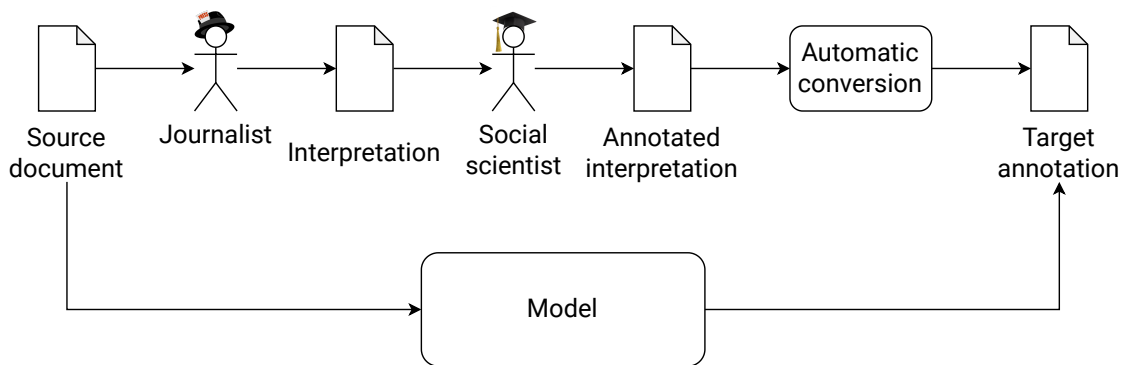 Source
document
Journalist
Interpretation
Social
scientist
Annotated
interpretation
Automatic
conversion
Target
annotation
Model